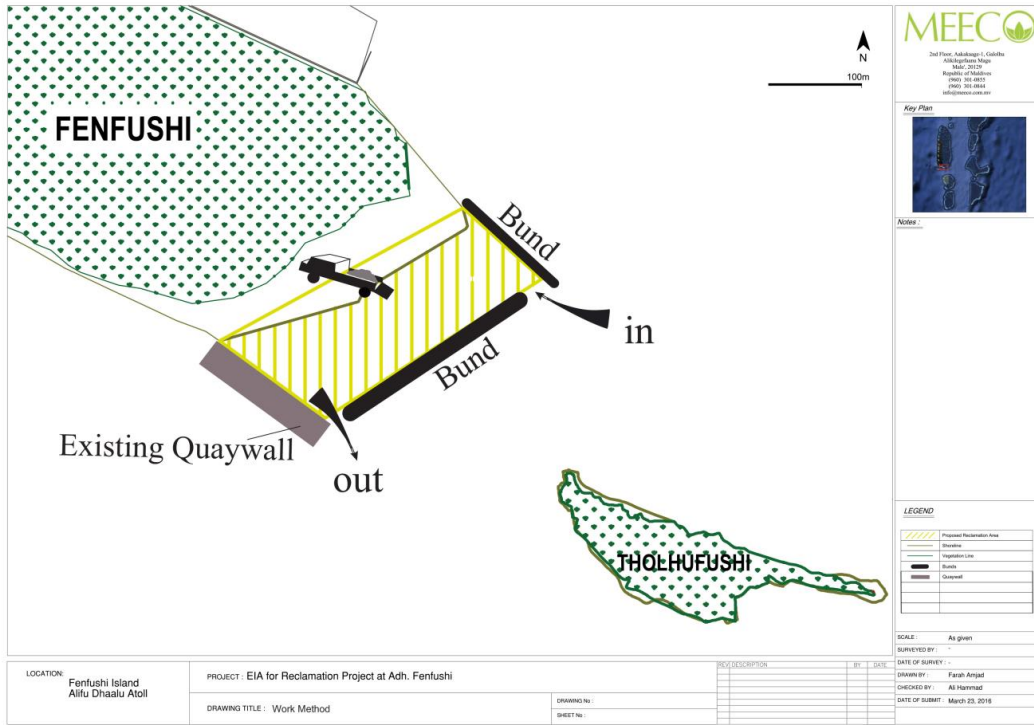 FENFUSHI
N
100m
Bund
in
Bund
Existing Quaywall
out
THOLHUFUSHI
MEECO
2nd Floor, Aakakaage-1, Galolhu
Alikilegefaanu Magu
Male', 20129
Republic of Maldives
(960) 301-0855
(960) 301-0844
info@meeco.com.mv
Key Plan
Notes :
LEGEND
Proposed Reclamation Area
Shoreline
Vegetation Line
Bunds
Quaywall
SCALE : As given
SURVEYED BY : -
DATE OF SURVEY : -
DRAWN BY : Farah Amjad
CHECKED BY : Ali Hammad
DATE OF SUBMIT : March 23, 2016
LOCATION:
Fenfushi Island
Alifu Dhaalu Atoll
PROJECT : EIA for Reclamation Project at Adh. Fenfushi
DRAWING TITLE : Work Method
DRAWING No :
SHEET No :
REV DESCRIPTION BY DATE